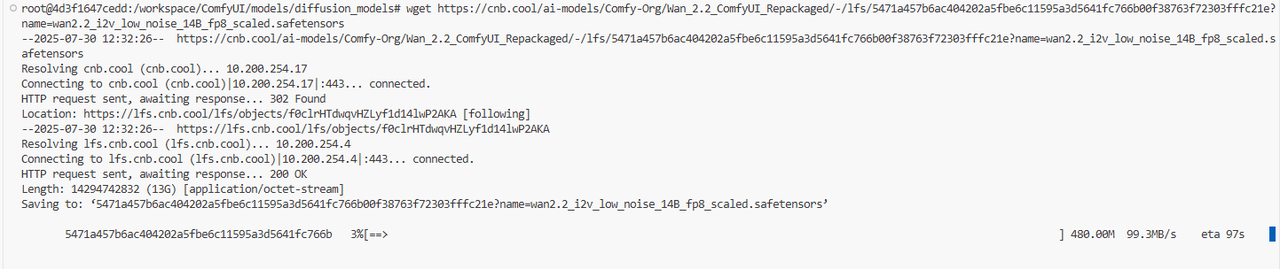 root@4d3f1647cedd:/workspace/ComfyUI/models/diffusion_models# wget https://cnb.cool/ai-models/Comfy-Org/Wan_2.2_ComfyUI_Repackaged/-/lfs/5471a457b6ac404202a5fbe6c11595a3d5641fc766b00f38763f72303fffc21e?
name=wan2.2_i2v_low_noise_14B_fp8_scaled.safetensors
--2025-07-30 12:32:26--  https://cnb.cool/ai-models/Comfy-Org/Wan_2.2_ComfyUI_Repackaged/-/lfs/5471a457b6ac404202a5fbe6c11595a3d5641fc766b00f38763f72303fffc21e?name=wan2.2_i2v_low_noise_14B_fp8_scaled.s
afetensors
Resolving cnb.cool (cnb.cool)... 10.200.254.17
Connecting to cnb.cool (cnb.cool)|10.200.254.17|:443... connected.
HTTP request sent, awaiting response... 302 Found
Location: https://lfs.cnb.cool/lfs/objects/f0clrHTdwqvHZLyf1d14lwP2AKA [following]
--2025-07-30 12:32:26--  https://lfs.cnb.cool/lfs/objects/f0clrHTdwqvHZLyf1d14lwP2AKA
Resolving lfs.cnb.cool (lfs.cnb.cool)... 10.200.254.4
Connecting to lfs.cnb.cool (lfs.cnb.cool)|10.200.254.4|:443... connected.
HTTP request sent, awaiting response... 200 OK
Length: 14294742832 (13G) [application/octet-stream]
Saving to: ‘5471a457b6ac404202a5fbe6c11595a3d5641fc766b00f38763f72303fffc21e?name=wan2.2_i2v_low_noise_14B_fp8_scaled.safetensors’
5471a457b6ac404202a5fbe6c11595a3d5641fc766b   3%[==>                    ] 480.00M  99.3MB/s    eta 97s